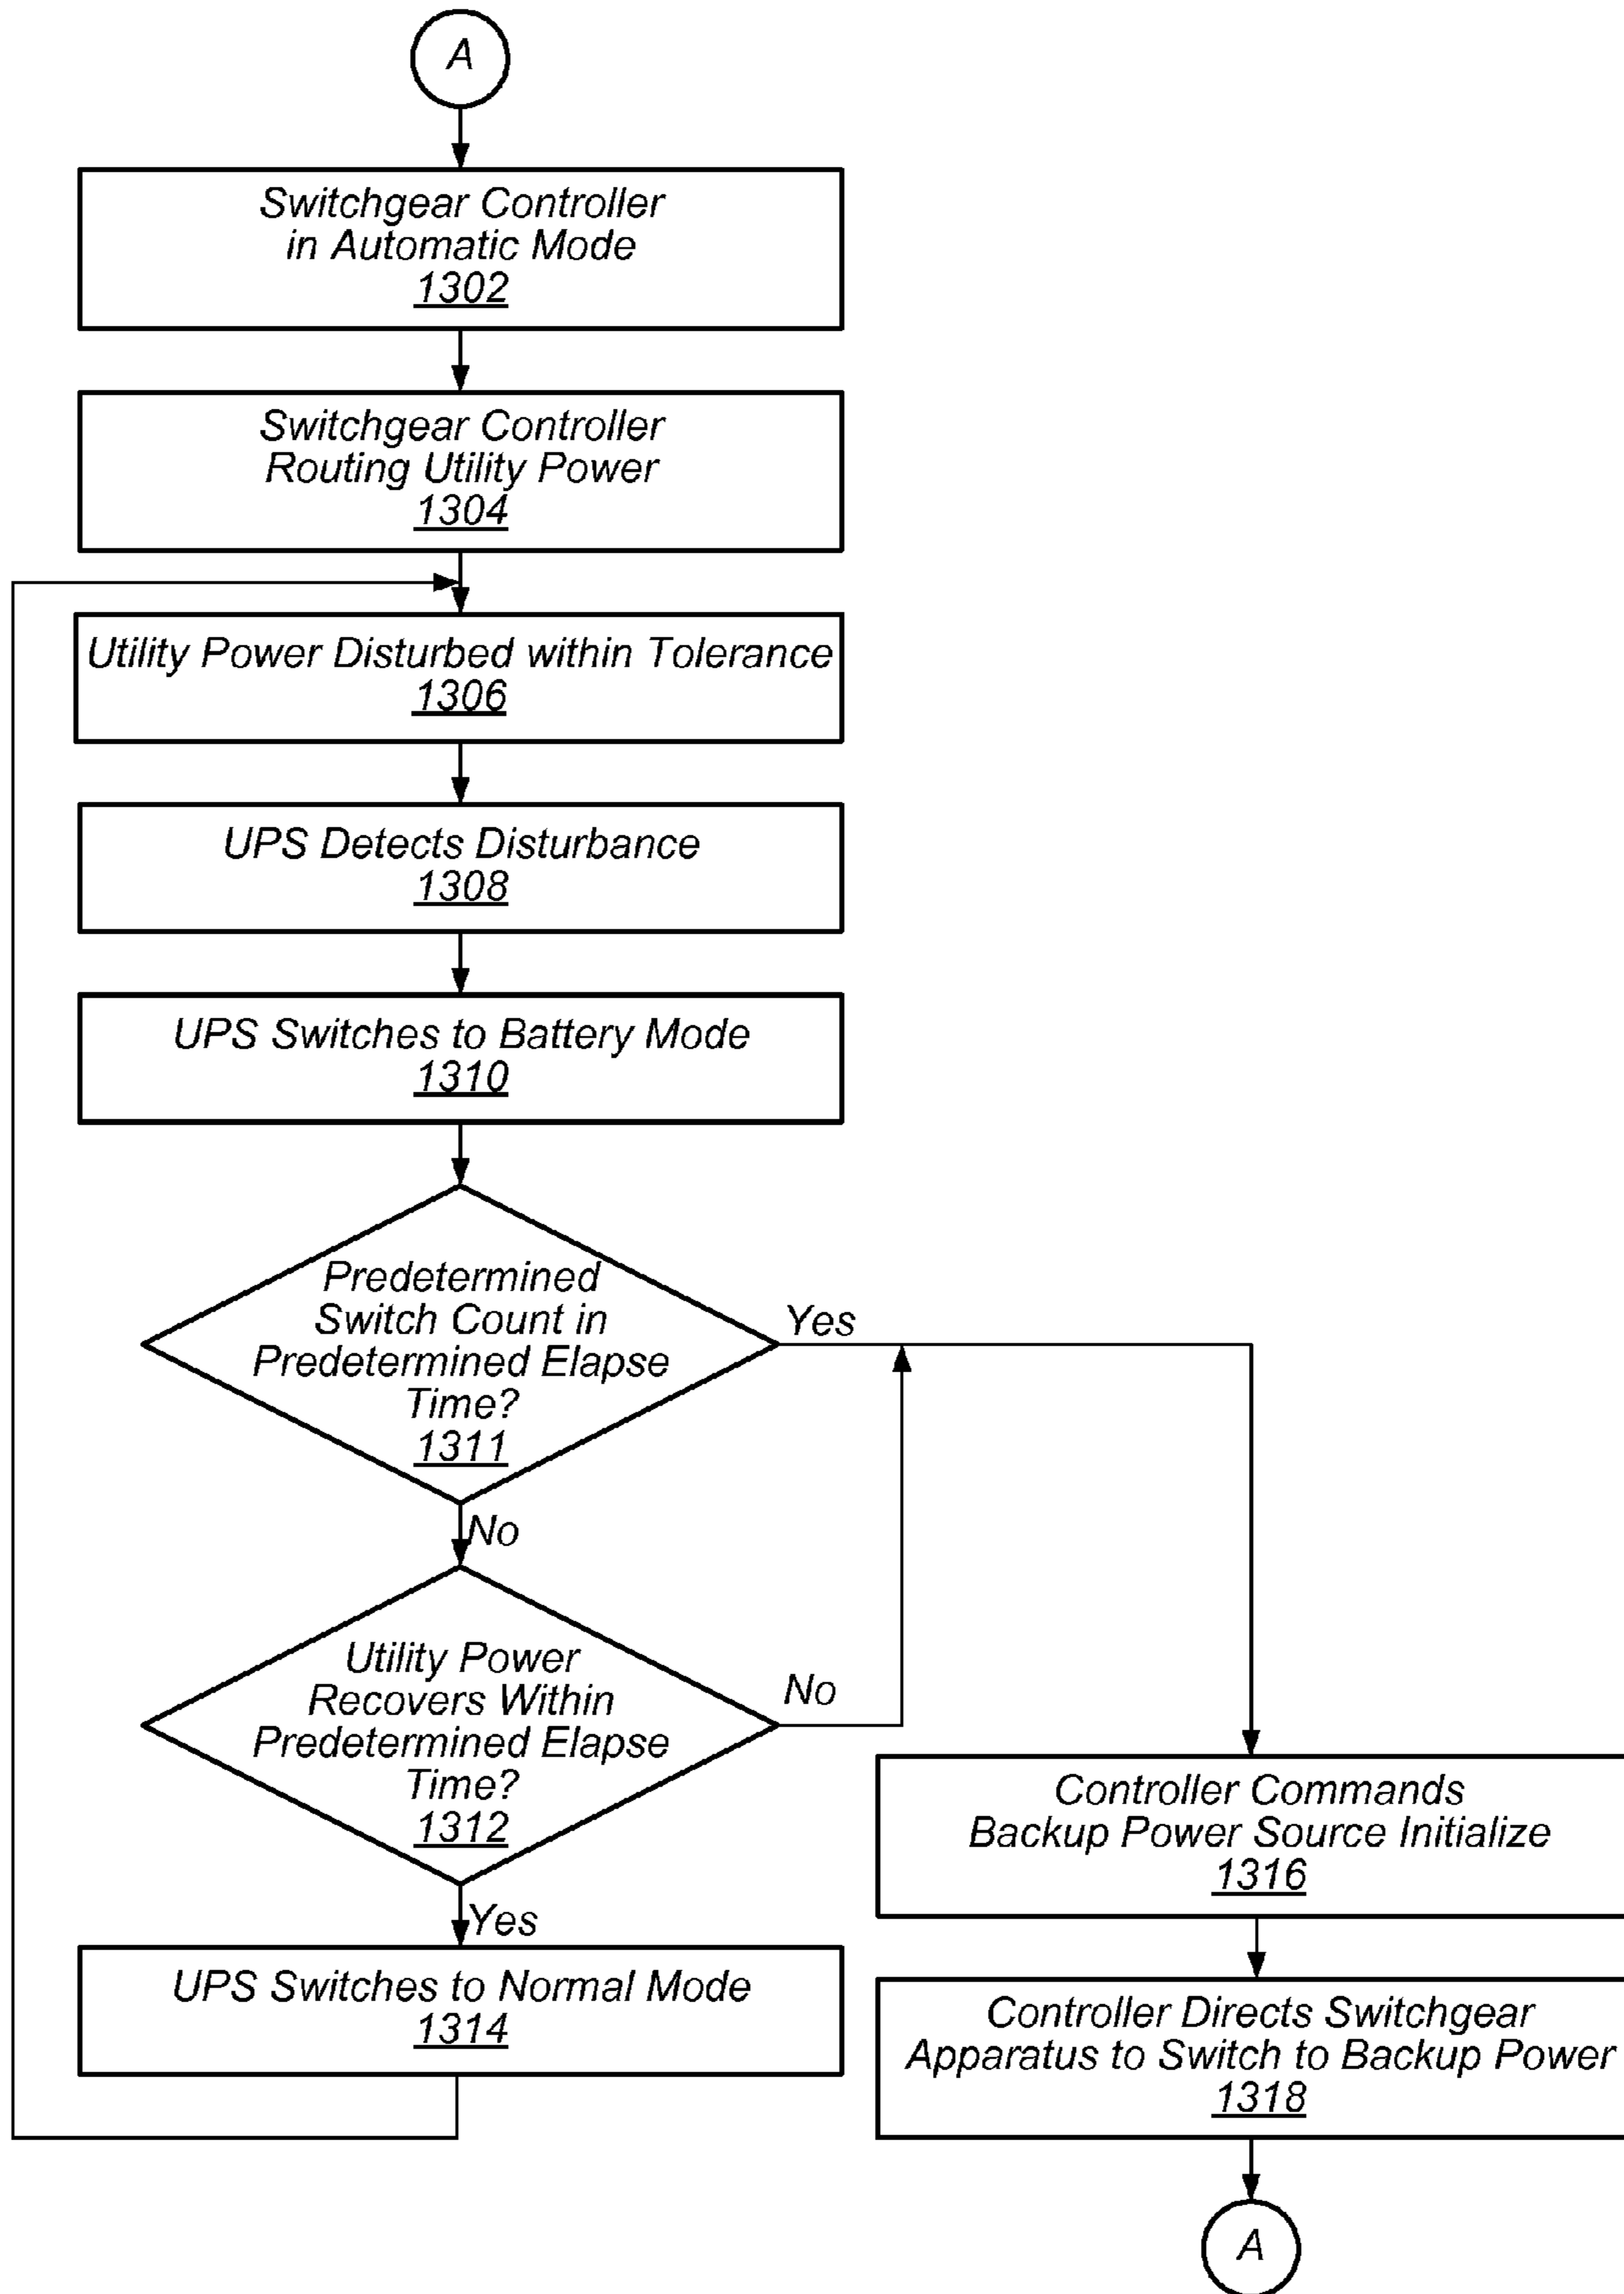 A
Switchgear Controller
in Automatic Mode
1302
Switchgear Controller
Routing Utility Power
1304
Utility Power Disturbed within Tolerance
1306
UPS Detects Disturbance
1308
UPS Switches to Battery Mode
1310
Predetermined
Switch Count in
Predetermined Elapse
Time?
1311
Yes
No
Utility Power
Recovers Within
Predetermined Elapse
Time?
1312
No
Yes
UPS Switches to Normal Mode
1314
Controller Commands
Backup Power Source Initialize
1316
Controller Directs Switchgear
Apparatus to Switch to Backup Power
1318
A